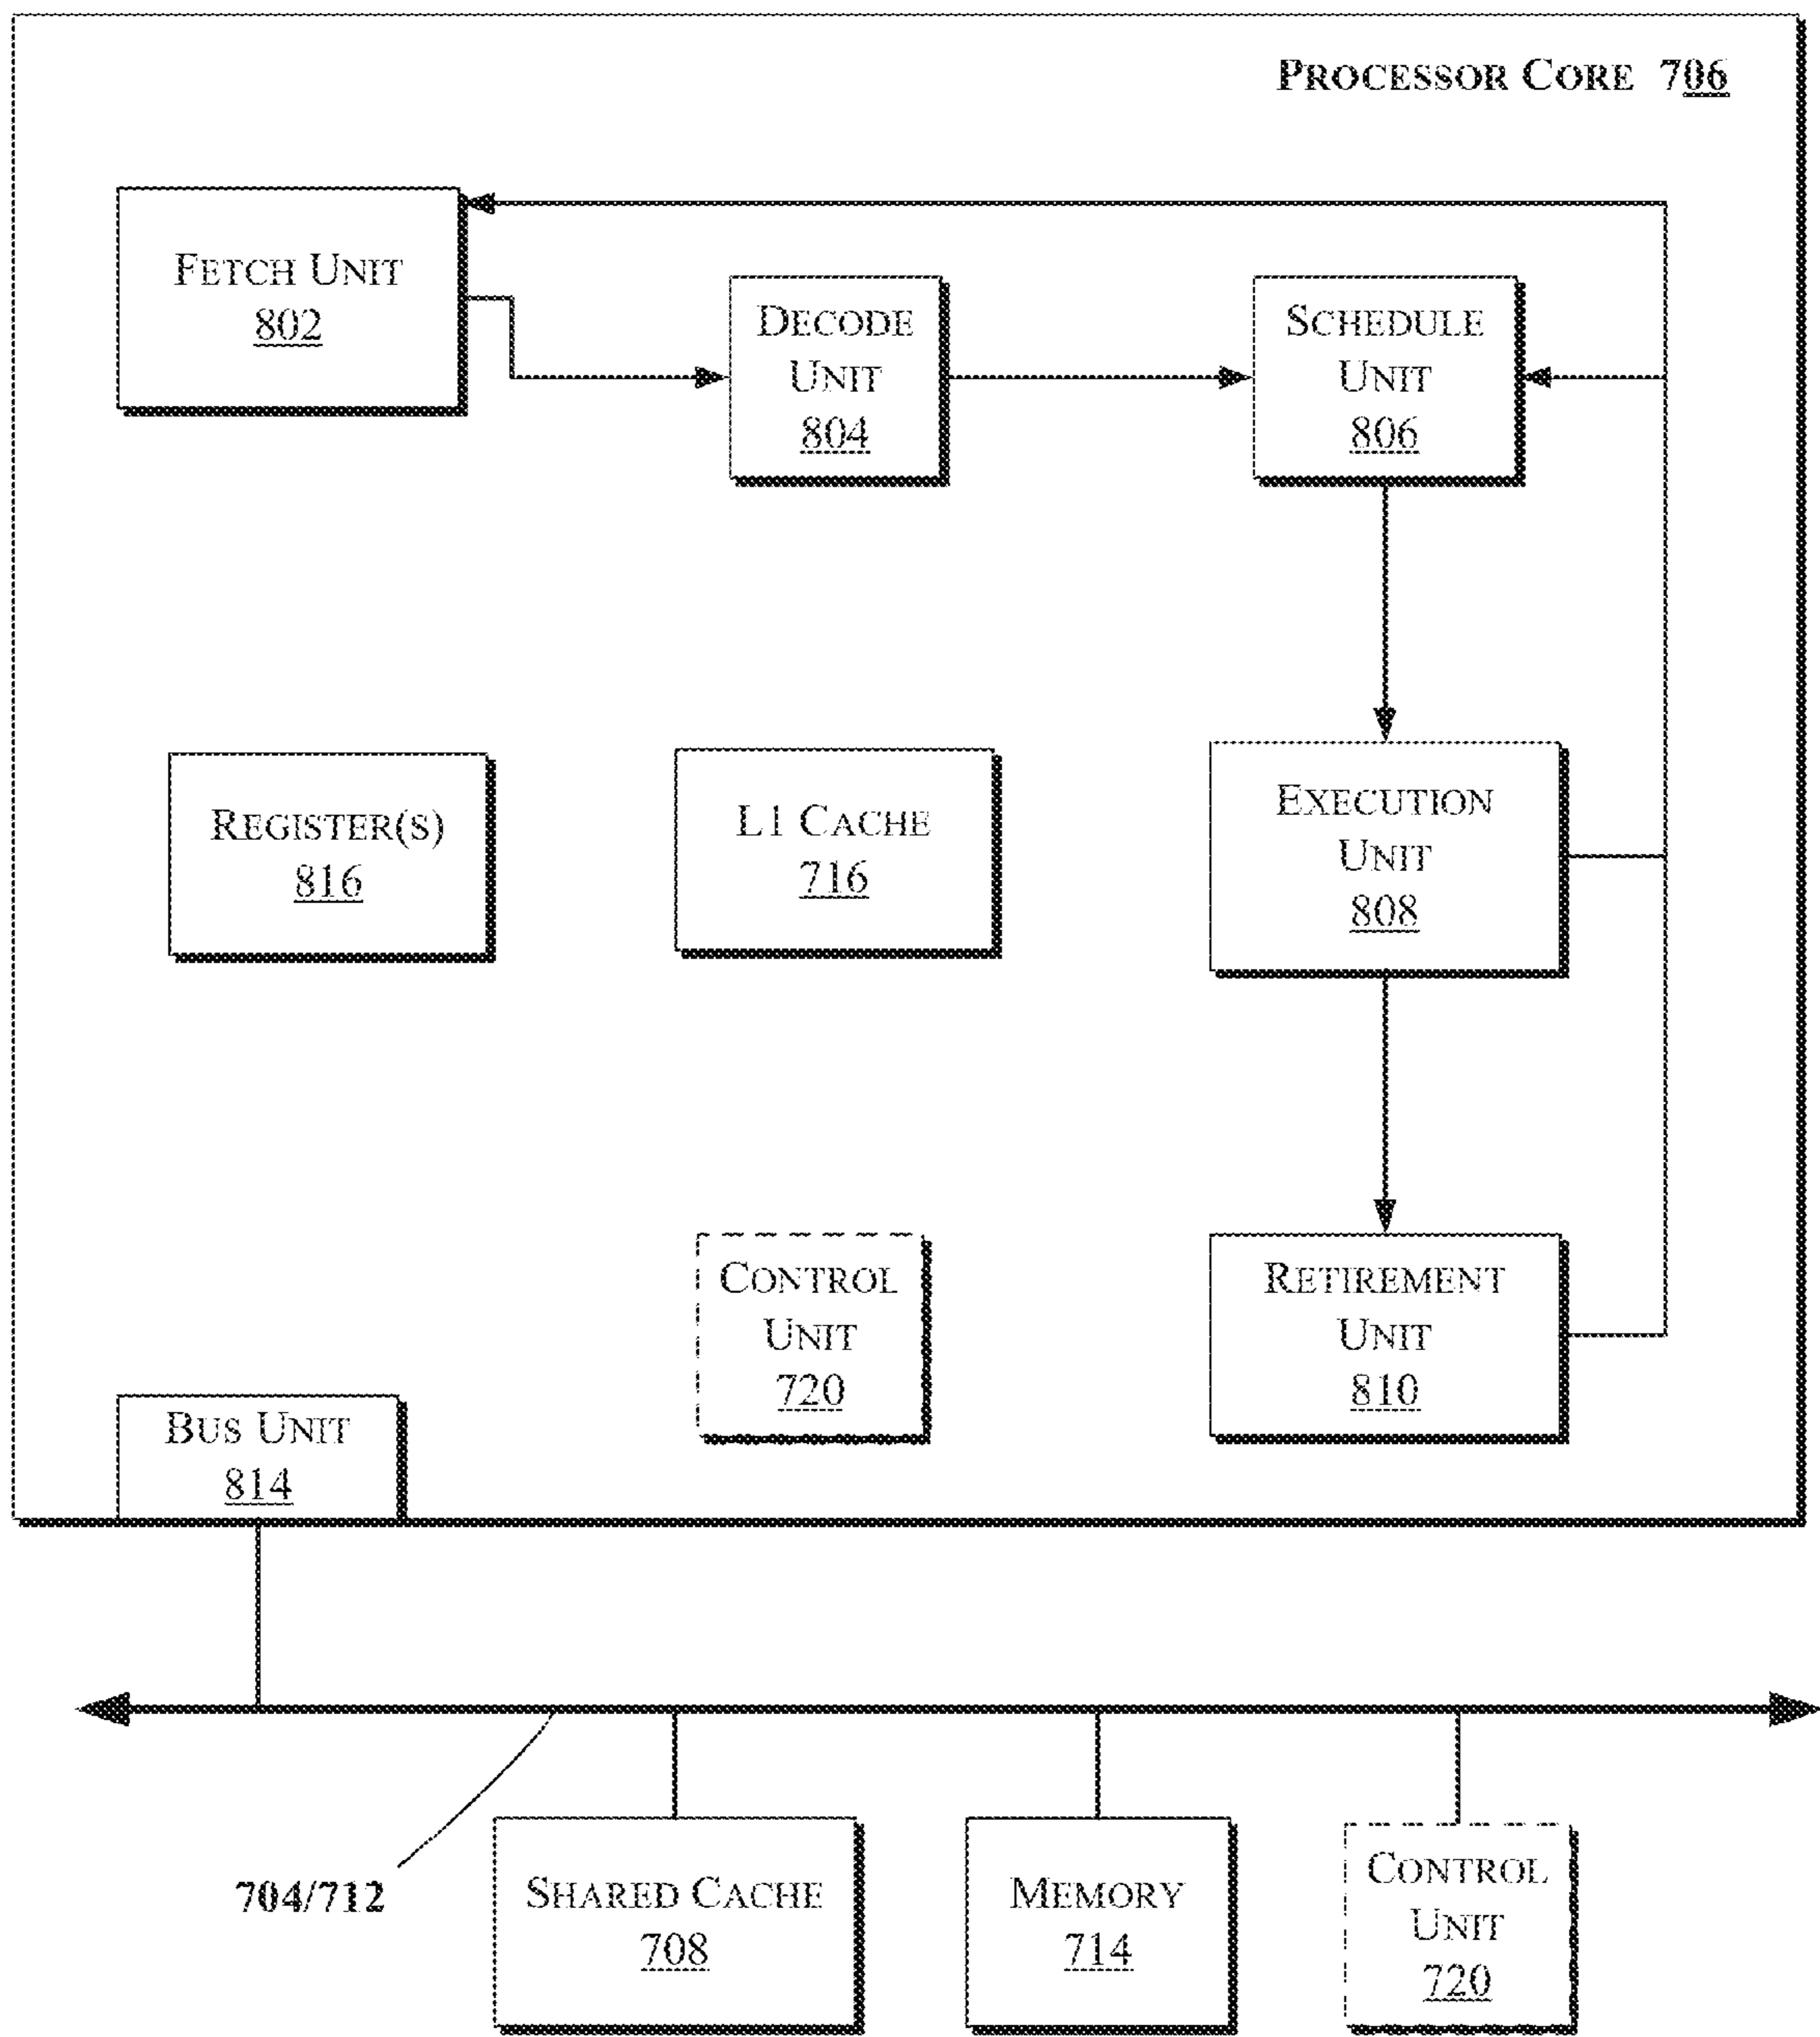 PROCESSOR CORE 706
FETCH UNIT
802
DECODE
UNIT
804
SCHEDULE
UNIT
806
REGISTER(S)
816
L1 CACHE
716
EXECUTION
UNIT
808
CONTROL
UNIT
720
RETIREMENT
UNIT
810
BUS UNIT
814
704/712
SHARED CACHE
708
MEMORY
714
CONTROL
UNIT
720